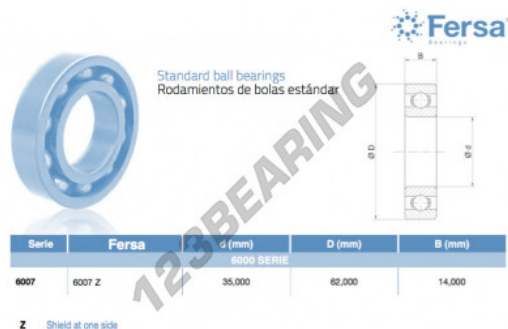 Fersa
Bearings
Standard ball bearings
Rodamientos de bolas estándar
B
Ø D
Ø d
123BEARING
Serie Fersa d (mm) D (mm) B (mm)
6000 SERIE
6007 6007 Z 35,000 62,000 14,000
Z Shield at one side